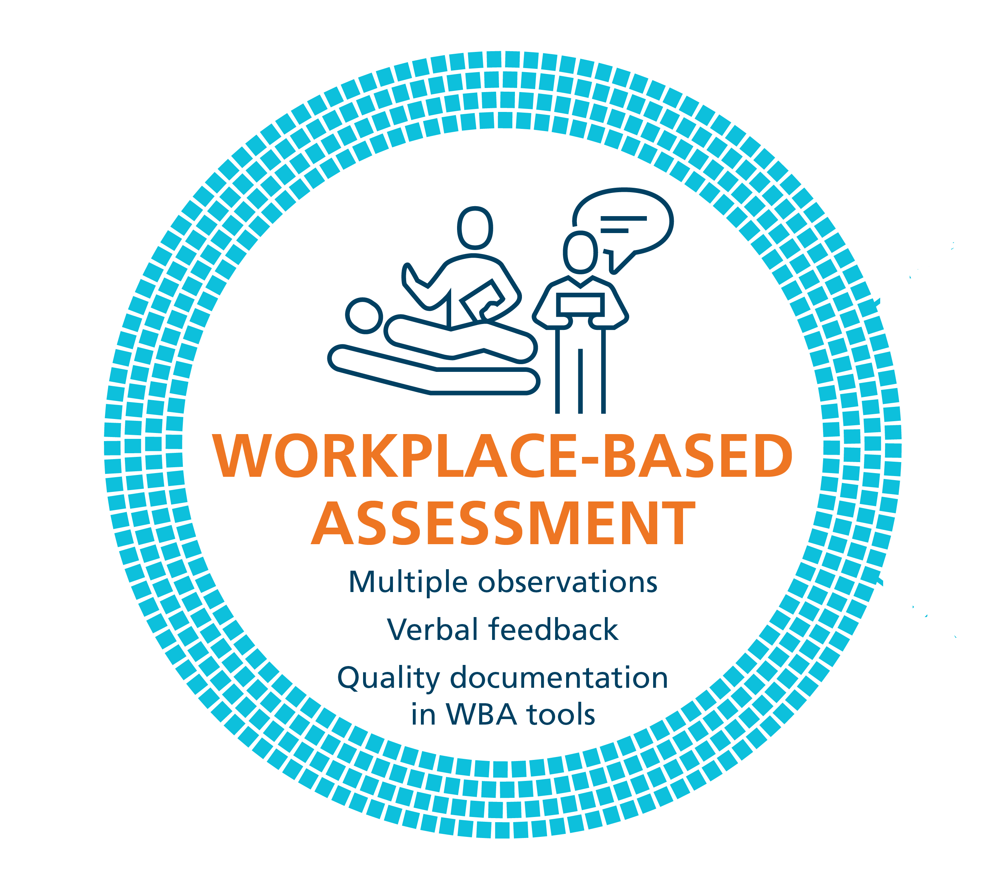 WORKPLACE-BASED
ASSESSMENT
Multiple observations
Verbal feedback
Quality documentation
in WBA tools